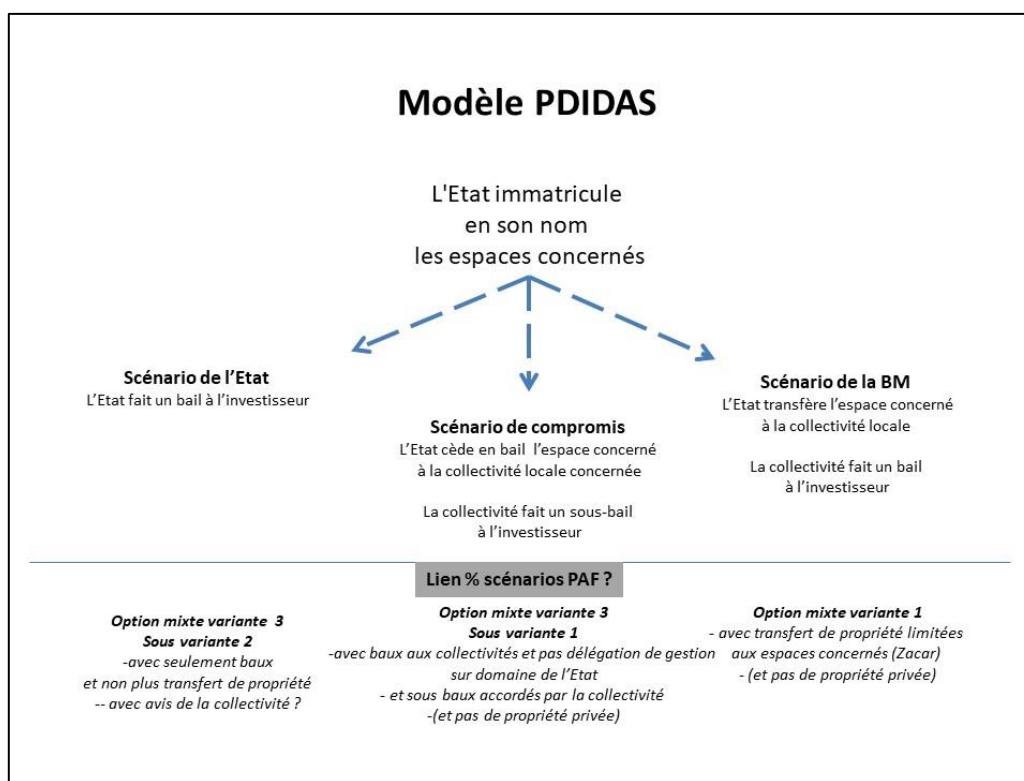 Modèle PDIDAS
L'Etat immatricule
en son nom
les espaces concernés
Scénario de l'Etat
L'Etat fait un bail à l'investisseur
Scénario de compromis
L'Etat cède en bail l'espace concerné
à la collectivité locale concernée
La collectivité fait un sous-bail
à l'investisseur
Scénario de la BM
L'Etat transfère l'espace concerné
à la collectivité locale
La collectivité fait un bail
à l'investisseur
Lien % scénarios PAF ?
Option mixte variante 3
Sous variante 2
-avec seulement baux
et non plus transfert de propriété
-- avec avis de la collectivité ?
Option mixte variante 3
Sous variante 1
-avec baux aux collectivités et pas délégation de gestion
sur domaine de l'Etat
- et sous baux accordés par la collectivité
-(et pas de propriété privée)
Option mixte variante 1
- avec transfert de propriété limitées
aux espaces concernés (Zacar)
- (et pas de propriété privée)